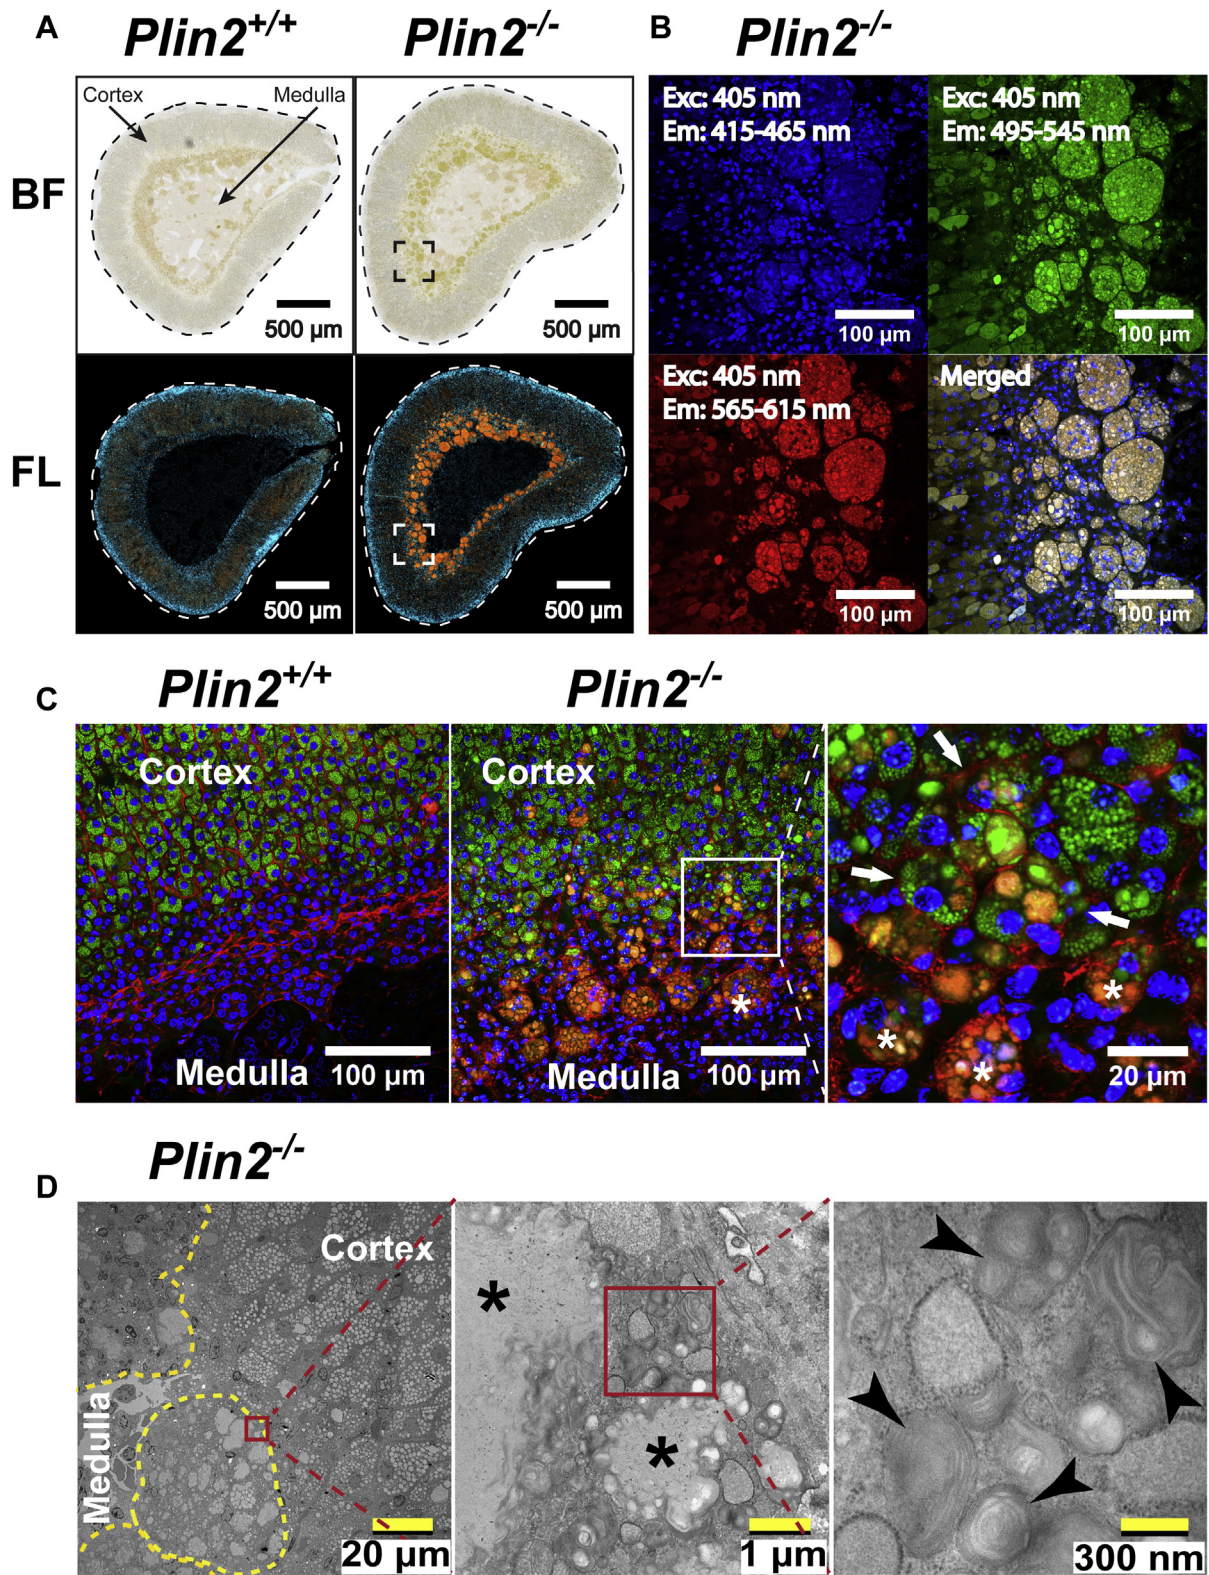 A
Plin2+/+
Plin2-/-
B
Plin2-/-
BF
Cortex
Medulla
500 µm
500 µm
FL
500 µm
500 µm
Exc: 405 nm
Em: 415-465 nm
100 µm
Exc: 405 nm
Em: 495-545 nm
100 µm
Exc: 405 nm
Em: 565-615 nm
100 µm
Merged
100 µm
C
Plin2+/+
Plin2-/-
Cortex
Medulla
100 µm
Cortex
*
Medulla
100 µm
*
*
*
20 µm
D
Plin2-/-
Cortex
Medulla
20 µm
*
*
1 µm
300 nm